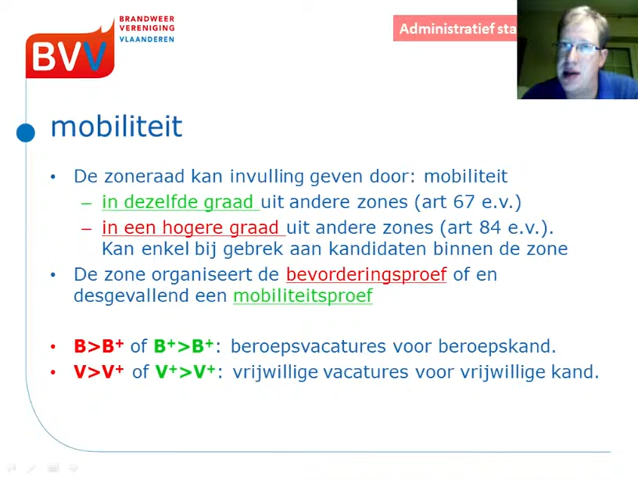 BRANDWEER
VERENIGING
VLAANDEREN
BVV
Administratief
mobiliteit
• De zoneraad kan invulling geven door: mobiliteit
– in dezelfde graad uit andere zones (art 67 e.v.)
– in een hogere graad uit andere zones (art 84 e.v.).
Kan enkel bij gebrek aan kandidaten binnen de zone
• De zone organiseert de bevorderingsproef of en
desgevallend een mobiliteitsproef
• B>B⁺ of B⁺>B⁺: beroepsvacatures voor beroepskand.
• V>V⁺ of V⁺>V⁺: vrijwillige vacatures voor vrijwillige kand.